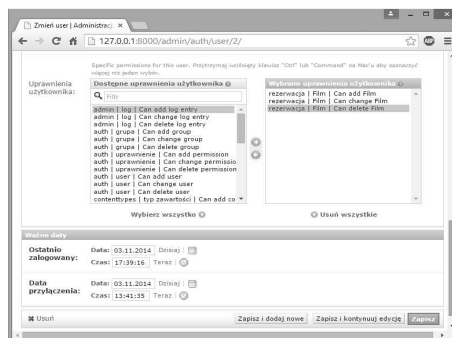 Zmień user | Administracj
127.0.0.1:8000/admin/auth/user/2/
Specific permissions for this user. Przytrzymaj wciśnięty klawisz "Ctrl" lub "Command" na Mac'u aby zaznaczyć
więcej niż jeden wybór.
Uprawnienia
użytkownika:
Dostępne uprawnienia użytkownika
Filtr
admin | log | Can add log entry
admin | log | Can change log entry
admin | log | Can delete log entry
auth | grupa | Can add group
auth | grupa | Can change group
auth | grupa | Can delete group
auth | uprawnienie | Can add permission
auth | uprawnienie | Can change permission
auth | uprawnienie | Can delete permission
auth | user | Can add user
auth | user | Can change user
auth | user | Can delete user
contenttypes | typ zawartości | Can add co
Wybierz wszystko
Wybrano uprawnienia użytkownika
rezerwacja | Film | Can add Film
rezerwacja | Film | Can change Film
rezerwacja | Film | Can delete Film
Usuń wszystkie
Ważne daty
Ostatnio
zalogowany:
Data: 03.11.2014 Dzisiaj |
Czas: 17:39:16 Teraz |
Data
przyłączenia:
Data: 03.11.2014 Dzisiaj |
Czas: 13:41:35 Teraz |
Usuń
Zapisz i dodaj nowe Zapisz i kontynuuj edycję Zapisz